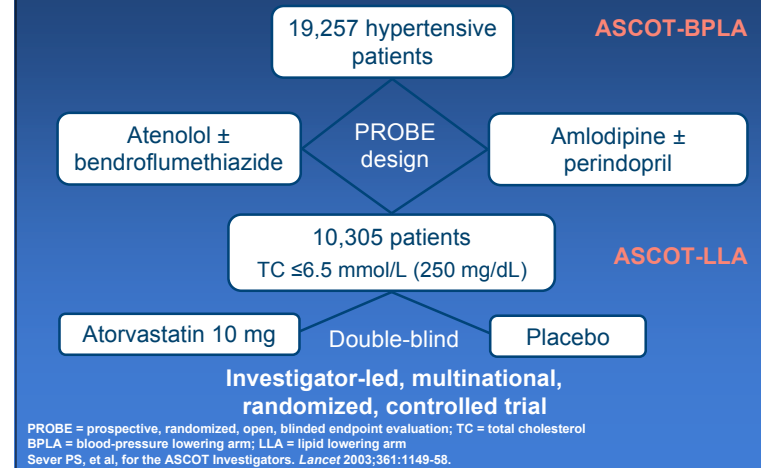 19,257 hypertensive
patients
ASCOT-BPLA
Atenolol ±
bendroflumethiazide
PROBE
design
Amlodipine ±
perindopril
10,305 patients
TC ≤6.5 mmol/L (250 mg/dL)
ASCOT-LLA
Atorvastatin 10 mg
Double-blind
Placebo
Investigator-led, multinational,
randomized, controlled trial
PROBE = prospective, randomized, open, blinded endpoint evaluation; TC = total cholesterol
BPLA = blood-pressure lowering arm; LLA = lipid lowering arm
Sever PS, et al, for the ASCOT Investigators. Lancet 2003;361:1149-58.